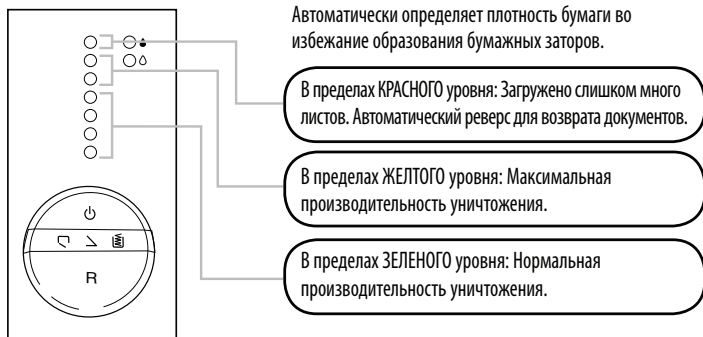 Автоматически определяет плотность бумаги во
избежание образования бумажных заторов.
В пределах КРАСНОГО уровня: Загружено слишком много
листов. Автоматический реверс для возврата документов.
В пределах ЖЕЛТОГО уровня: Максимальная
производительность уничтожения.
В пределах ЗЕЛЕНОГО уровня: Нормальная
производительность уничтожения.
R